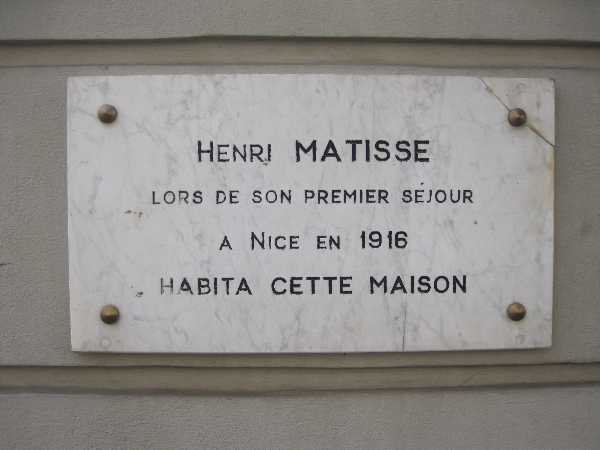 HENRI MATISSE
LORS DE SON PREMIER SÉJOUR
A NICE EN 1916
HABITA CETTE MAISON